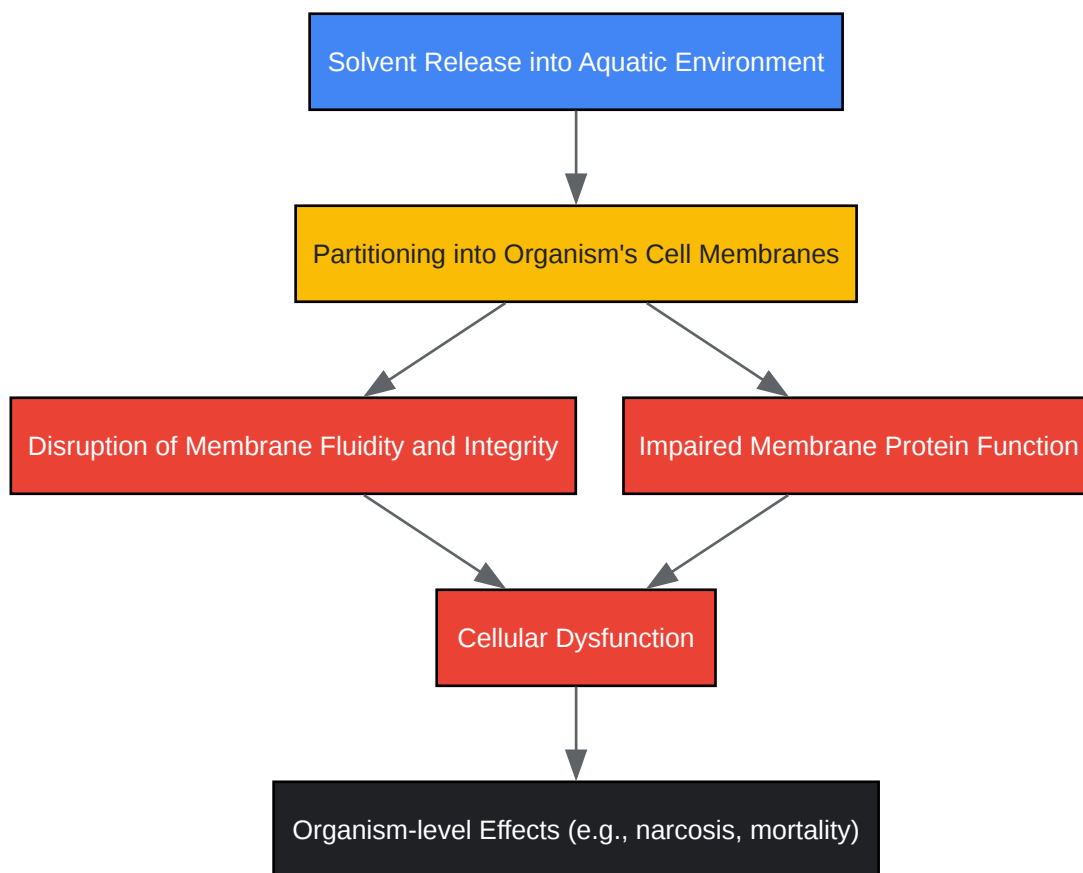 Solvent Release into Aquatic Environment
Partitioning into Organism's Cell Membranes
Disruption of Membrane Fluidity and Integrity
Impaired Membrane Protein Function
Cellular Dysfunction
Organism-level Effects (e.g., narcosis, mortality)